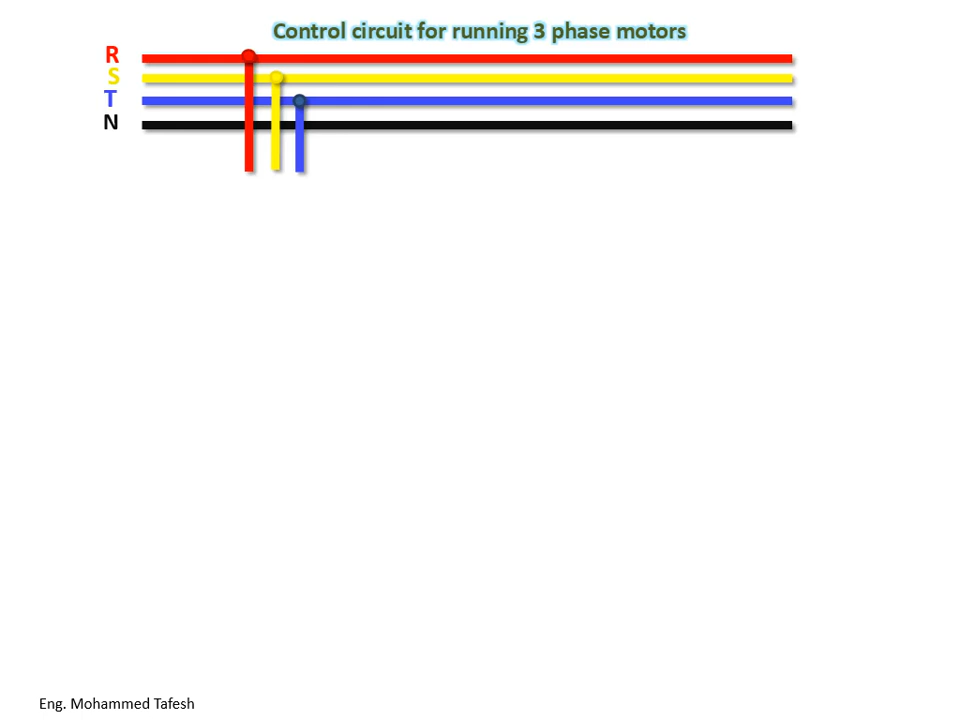 Control circuit for running 3 phase motors
R
S
T
N
Eng. Mohammed Tafesh